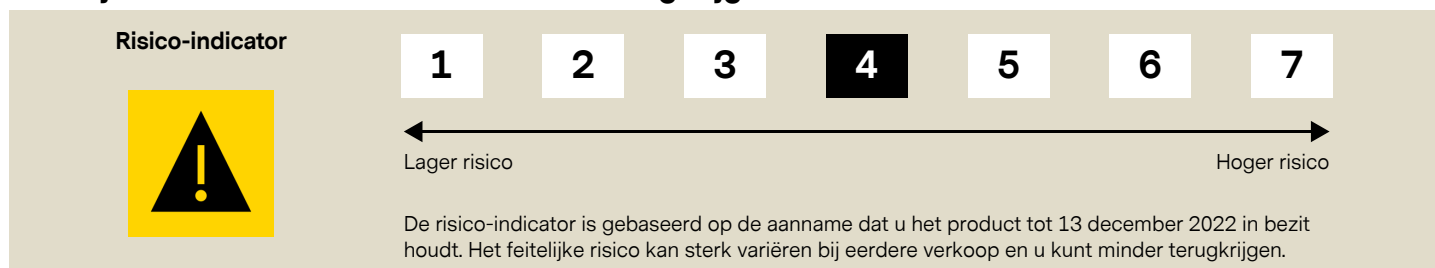 Risico-indicator
1 2 3 4 5 6 7
Lager risico Hoger risico
De risico-indicator is gebaseerd op de aanname dat u het product tot 13 december 2022 in bezit
houdt. Het feitelijke risico kan sterk variëren bij eerdere verkoop en u kunt minder terugkrijgen.